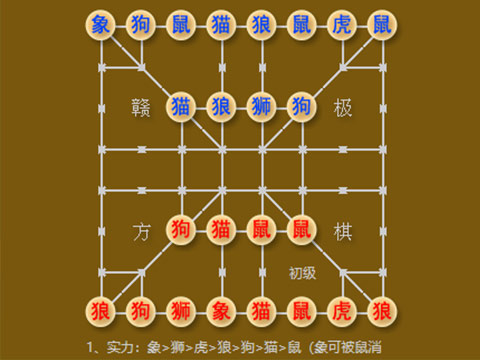 象狗鼠猫狼鼠虎鼠
赣猫狼狮狗极
方狗猫鼠鼠棋
初级
狼狗狮象猫鼠虎狼
1、实力：象>狮>虎>狼>狗>猫>鼠（象可被鼠消